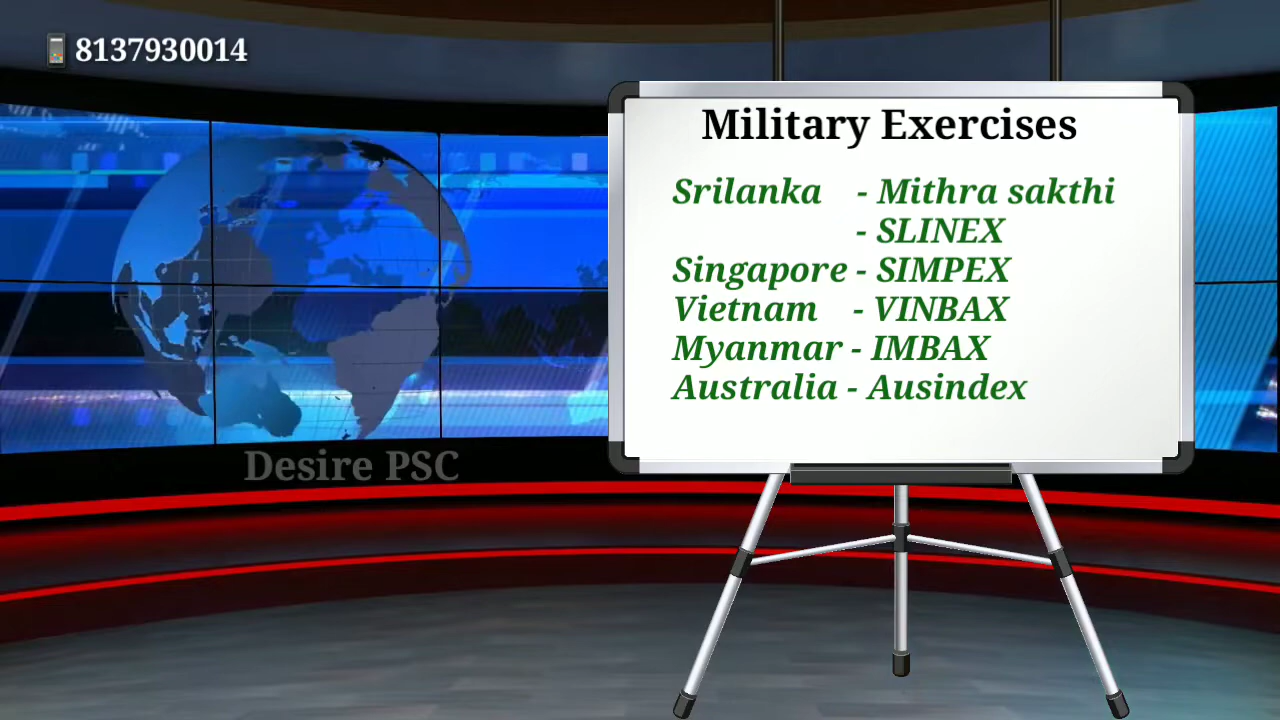 8137930014
Military Exercises
Srilanka - Mithra sakthi
- SLINEX
Singapore - SIMPEX
Vietnam - VINBAX
Myanmar - IMBAX
Australia - Ausindex
Desire PSC